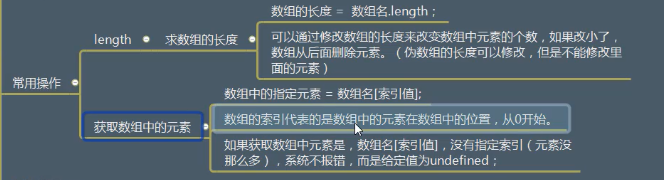 数组的长度 = 数组名.length；
length
求数组的长度
可以通过修改数组的长度来改变数组中元素的个数，如果改小了，
数组从后面删除元素。（伪数组的长度可以修改，但是不能修改里
面的元素）
常用操作
数组中的指定元素 = 数组名[索引值];
获取数组中的元素
数组的索引代表的是数组中的元素在数组中的位置，从0开始。
如果获取数组中元素是，数组名[索引值]，没有指定索引（元素没
那么多），系统不报错，而是给定值为undefined；